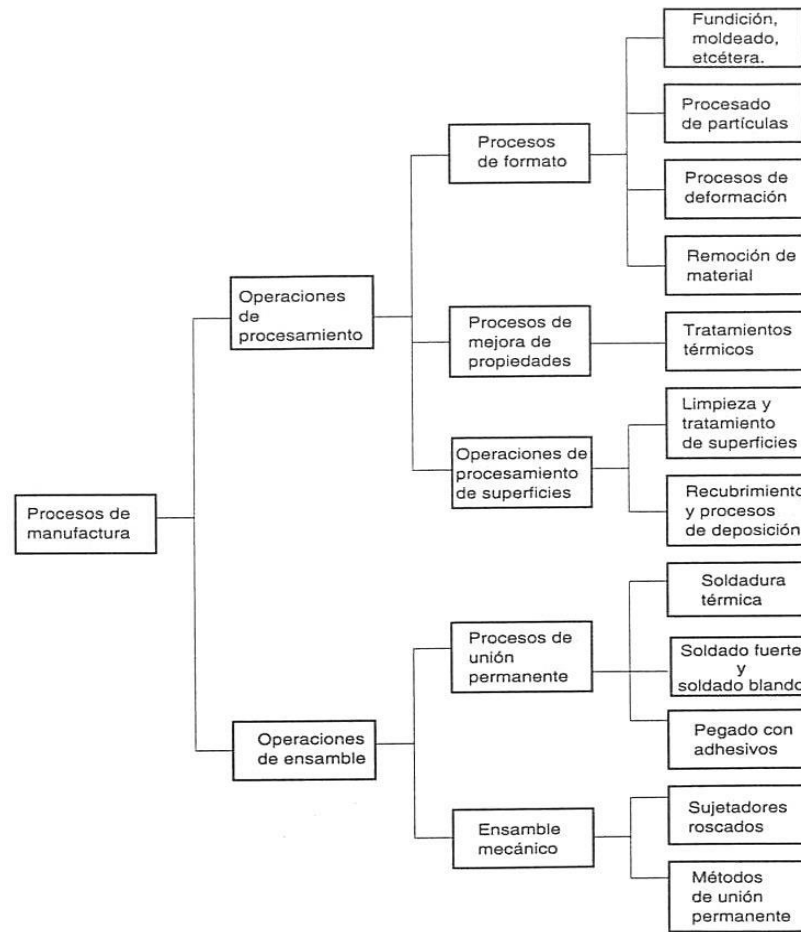 Procesos de
manufactura
Operaciones
de
procesamiento
Procesos
de formato
Fundición,
moldeado,
etcétera.
Procesado
de partículas
Procesos de
deformación
Remoción de
material
Procesos de
mejora de
propiedades
Tratamientos
térmicos
Operaciones de
procesamiento
de superficies
Limpieza y
tratamiento
de superficies
Recubrimiento
y procesos
de deposición
Operaciones
de ensamble
Procesos de
unión
permanente
Soldadura
térmica
Soldado fuerte
y
soldado blando
Pegado con
adhesivos
Ensamble
mecánico
Sujetadores
roscados
Métodos
de unión
permanente